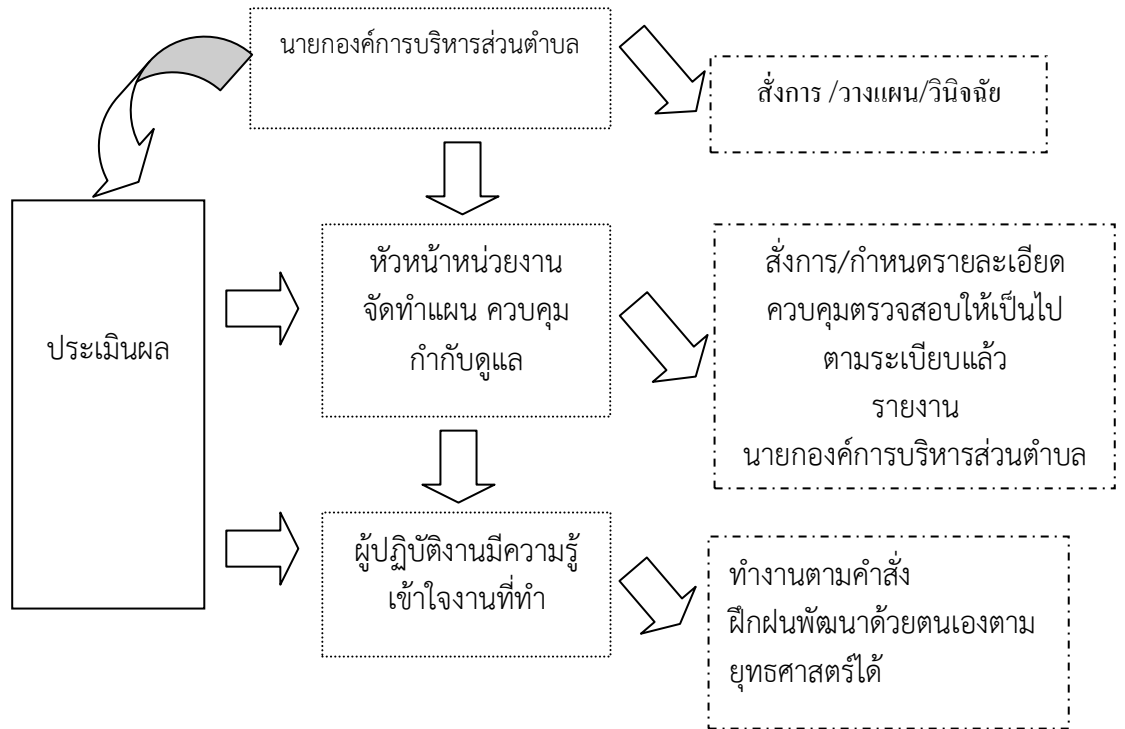 นายกองค์การบริหารส่วนตำบล
สั่งการ /วางแผน/วินิจฉัย
ประเมินผล
หัวหน้าหน่วยงาน
จัดทำแผน ควบคุม
กำกับดูแล
สั่งการ/กำหนดรายละเอียด
ควบคุมตรวจสอบให้เป็นไป
ตามระเบียบแล้ว
รายงาน
นายกองค์การบริหารส่วนตำบล
ผู้ปฏิบัติงานมีความรู้
เข้าใจงานที่ทำ
ทำงานตามคำสั่ง
ฝึกฝนพัฒนาด้วยตนเองตาม
ยุทธศาสตร์ได้